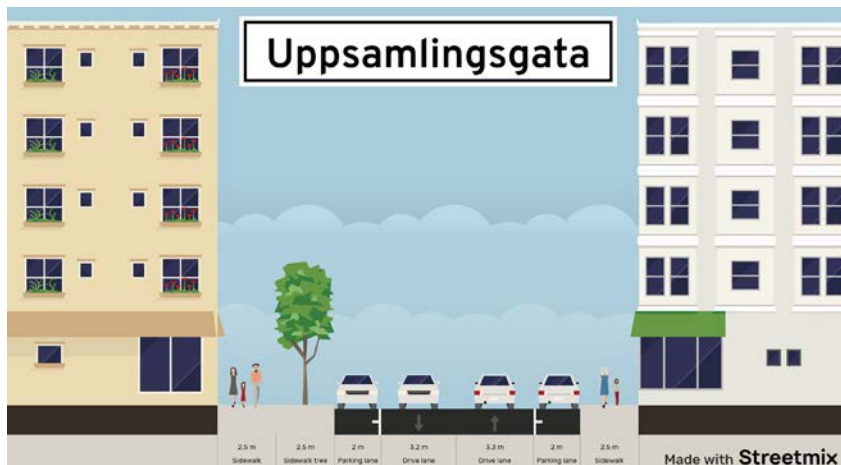 Uppsamlingsgata
2.5 m 2.5 m 2 m 3.2 m 3.3 m 2 m 2.5 m
Sidewalk Sidewalk tree Parking lane Drive lane Drive lane Parking lane Sidewalk
Made with Streetmix